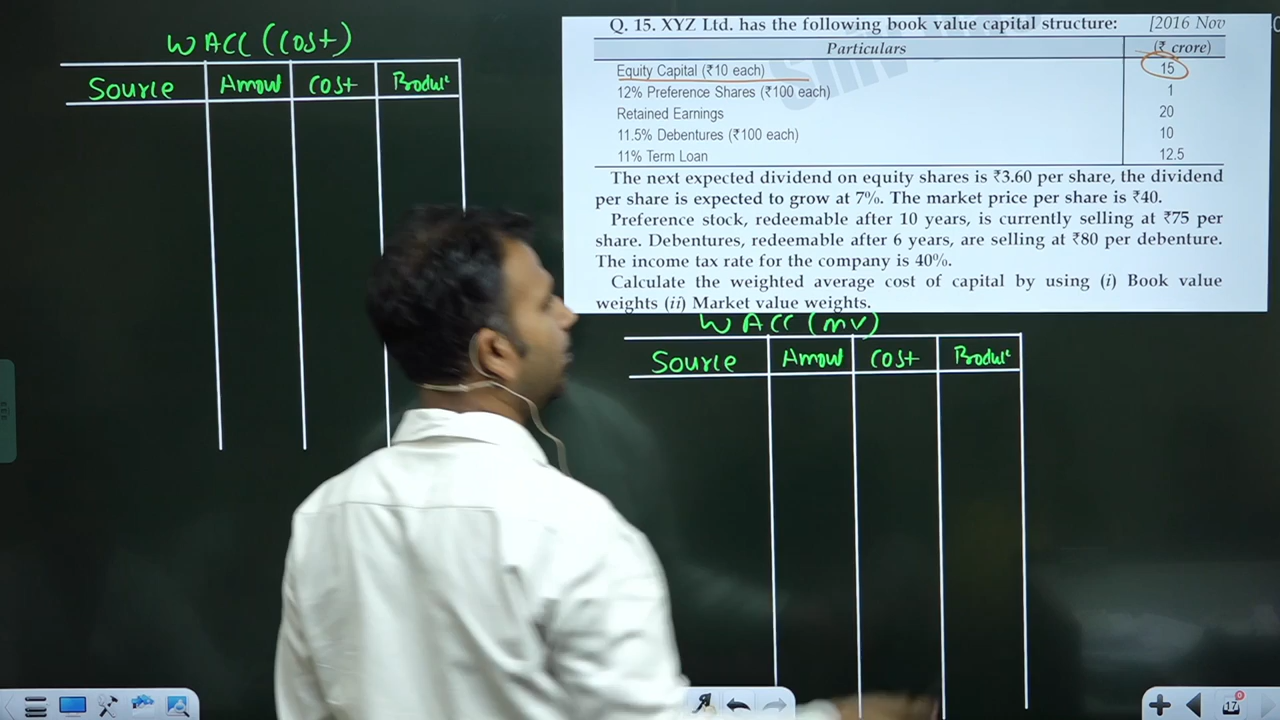 WACC (Cost)
Source Amoul Cost Produc
Q. 15. XYZ Ltd. has the following book value capital structure: [2016 Nov
Particulars (₹ crore)
Equity Capital (₹10 each) 15
12% Preference Shares (₹100 each) 1
Retained Earnings 20
11.5% Debentures (₹100 each) 10
11% Term Loan 12.5
The next expected dividend on equity shares is ₹3.60 per share, the dividend
per share is expected to grow at 7%. The market price per share is ₹40.
Preference stock, redeemable after 10 years, is currently selling at ₹75 per
share. Debentures, redeemable after 6 years, are selling at ₹80 per debenture.
The income tax rate for the company is 40%.
Calculate the weighted average cost of capital by using (i) Book value
weights (ii) Market value weights.
WACC (MV)
Source Amoul Cost Produc
17